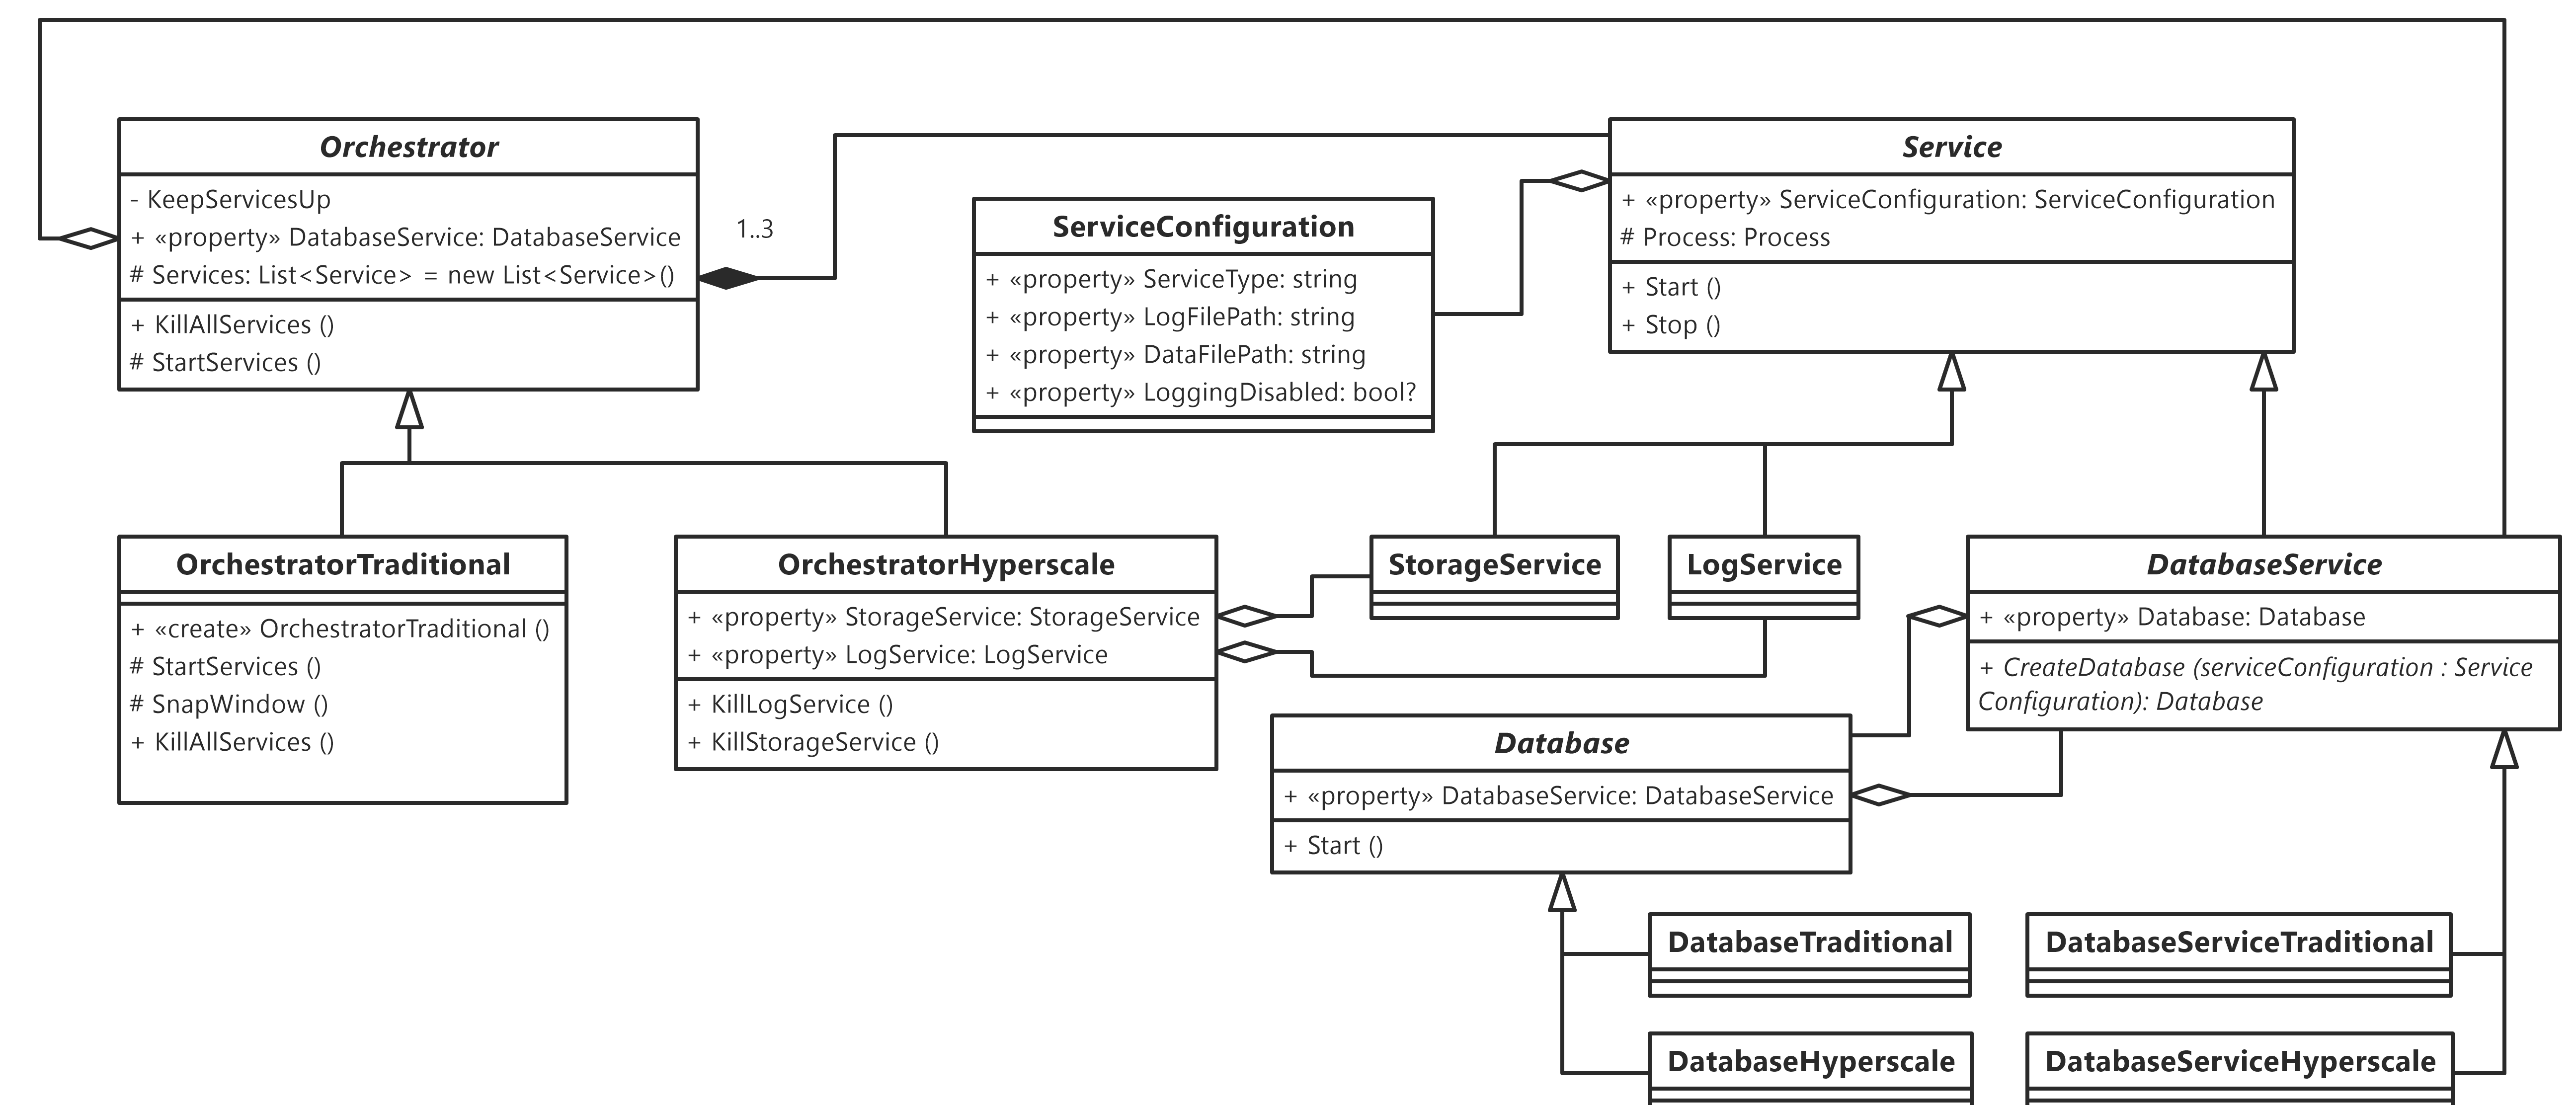 Orchestrator
- KeepServicesUp
+ «property» DatabaseService: DatabaseService
# Services: List<Service> = new List<Service>()
+ KillAllServices ()
# StartServices ()
1..3
Service
+ «property» ServiceConfiguration: ServiceConfiguration
# Process: Process
+ Start ()
+ Stop ()
ServiceConfiguration
+ «property» ServiceType: string
+ «property» LogFilePath: string
+ «property» DataFilePath: string
+ «property» LoggingDisabled: bool?
OrchestratorTraditional
+ «create» OrchestratorTraditional ()
# StartServices ()
# SnapWindow ()
+ KillAllServices ()
OrchestratorHyperscale
+ «property» StorageService: StorageService
+ «property» LogService: LogService
+ KillLogService ()
+ KillStorageService ()
StorageService
LogService
DatabaseService
+ «property» Database: Database
+ CreateDatabase (serviceConfiguration : Service
Configuration): Database
Database
+ «property» DatabaseService: DatabaseService
+ Start ()
DatabaseTraditional
DatabaseServiceTraditional
DatabaseHyperscale
DatabaseServiceHyperscale